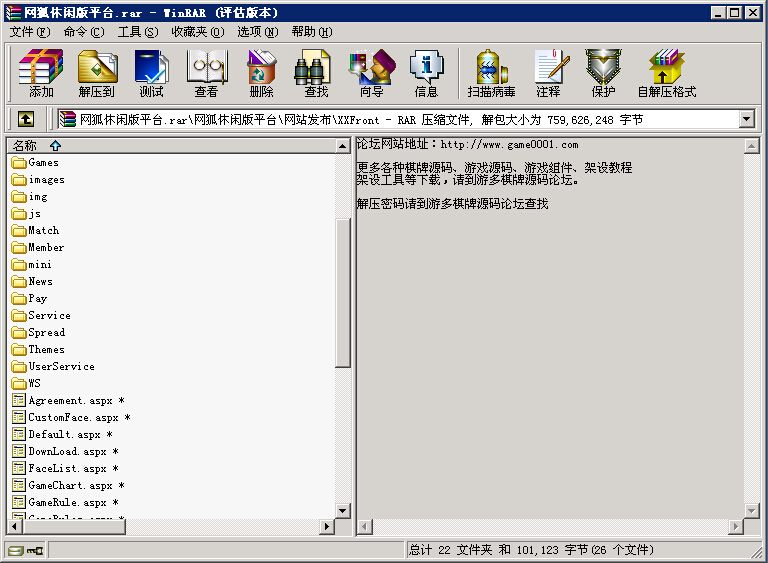 网狐休闲版平台.rar - WinRAR (评估版本)
文件(F) 命令(C) 工具(S) 收藏夹(O) 选项(N) 帮助(H)
添加 解压到 测试 查看 删除 查找 向导 信息 扫描病毒 注释 保护 自解压格式
网狐休闲版平台.rar\网狐休闲版平台\网站发布\XXFront - RAR 压缩文件, 解包大小为 759,626,248 字节
名称
Games
images
img
js
Match
Member
mini
News
Pay
Service
Spread
Themes
UserService
WS
Agreement.aspx *
CustomFace.aspx *
Default.aspx *
DownLoad.aspx *
FaceList.aspx *
GameChart.aspx *
GameRule.aspx *
论坛网站地址：http://www.game0001.com
更多各种棋牌源码、游戏源码、游戏组件、架设教程
架设工具等下载，请到游多棋牌源码论坛。
解压密码请到游多棋牌源码论坛查找
总计 22 文件夹 和 101,123 字节(26 个文件)